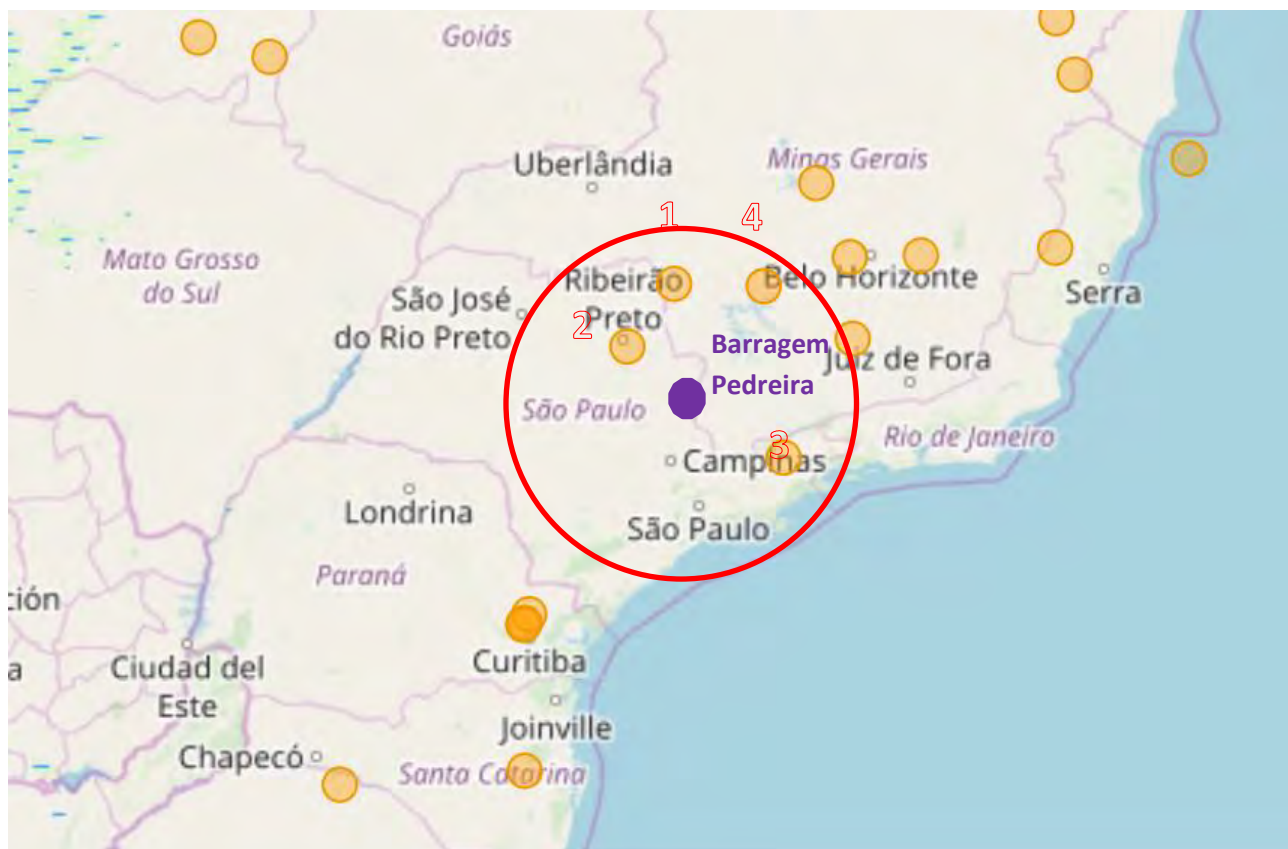 Goiás
Uberlândia
Minas Gerais
1
4
Mato Grosso
do Sul
Ribeirão
Preto
São José
do Rio Preto
Belo Horizonte
Serra
2
Barragem
Pedreira
Juiz de Fora
São Paulo
Rio de Janeiro
3
Campinas
Londrina
São Paulo
Paraná
ción
a
Ciudad del
Este
Curitiba
Joinville
Chapecó
Santa Catarina